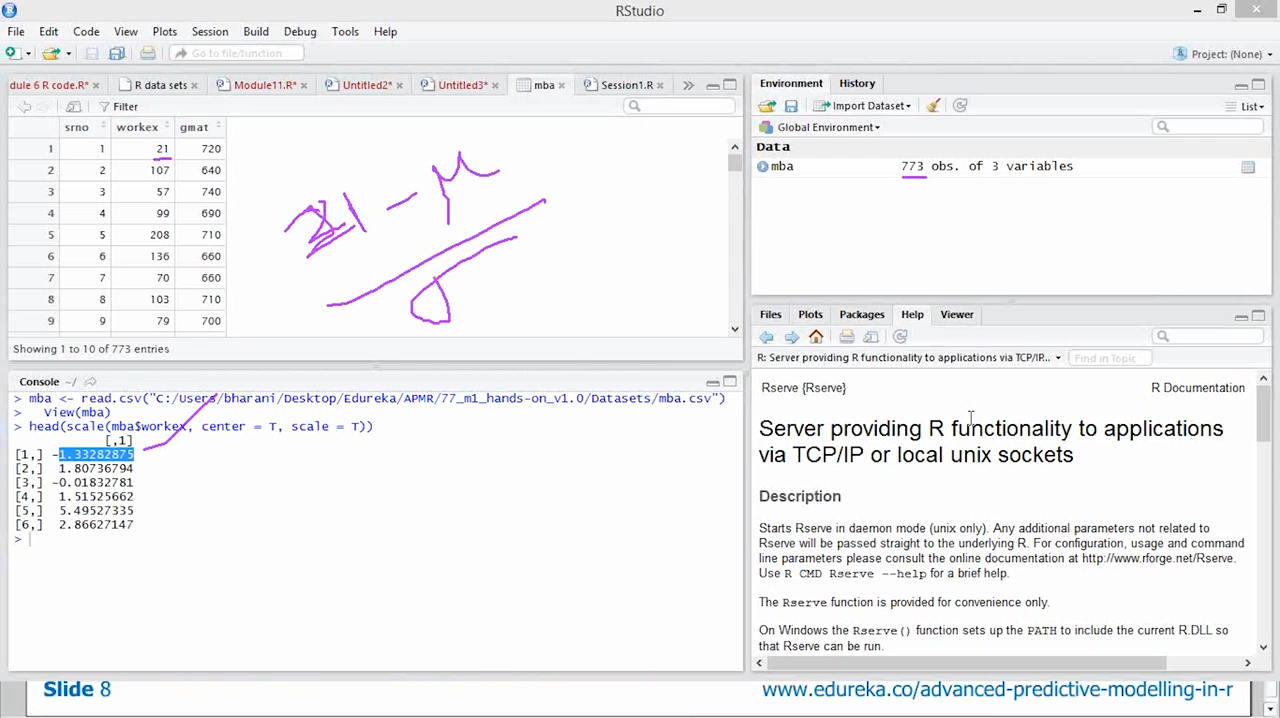 RStudio
File Edit Code View Plots Session Build Debug Tools Help
Go to file/function
Project: (None)
dule 6 R code.R* R data sets Module11.R* Untitled2* Untitled3* mba Session1.R
Filter
srno workex gmat
1 1 21 720
2 2 107 640
3 3 57 740
4 4 99 690
5 5 208 710
6 6 136 660
7 7 70 660
8 8 103 710
9 9 79 700
21 - μ
σ
Showing 1 to 10 of 773 entries
Console ~/
> mba <- read.csv("C:/Users/bharani/Desktop/Edureka/APMR/77_m1_hands-on_v1.0/Datasets/mba.csv")
> View(mba)
> head(scale(mba$workex, center = T, scale = T))
[,1]
[1,] -1.33282875
[2,] 1.80736794
[3,] -0.01832781
[4,] 1.51525662
[5,] 5.49527335
[6,] 2.86627147
>
Environment History
Import Dataset List
Global Environment
Data
mba 773 obs. of 3 variables
Files Plots Packages Help Viewer
R: Server providing R functionality to applications via TCP/IP... Find in Topic
Rserve {Rserve} R Documentation
Server providing R functionality to applications
via TCP/IP or local unix sockets
Description
Starts Rserve in daemon mode (unix only). Any additional parameters not related to
Rserve will be passed straight to the underlying R. For configuration, usage and command
line parameters please consult the online documentation at http://www.rforge.net/Rserve.
Use R CMD Rserve --help for a brief help.
The Rserve function is provided for convenience only.
On Windows the Rserve() function sets up the PATH to include the current R.DLL so
that Rserve can be run.
Slide 8 www.edureka.co/advanced-predictive-modelling-in-r